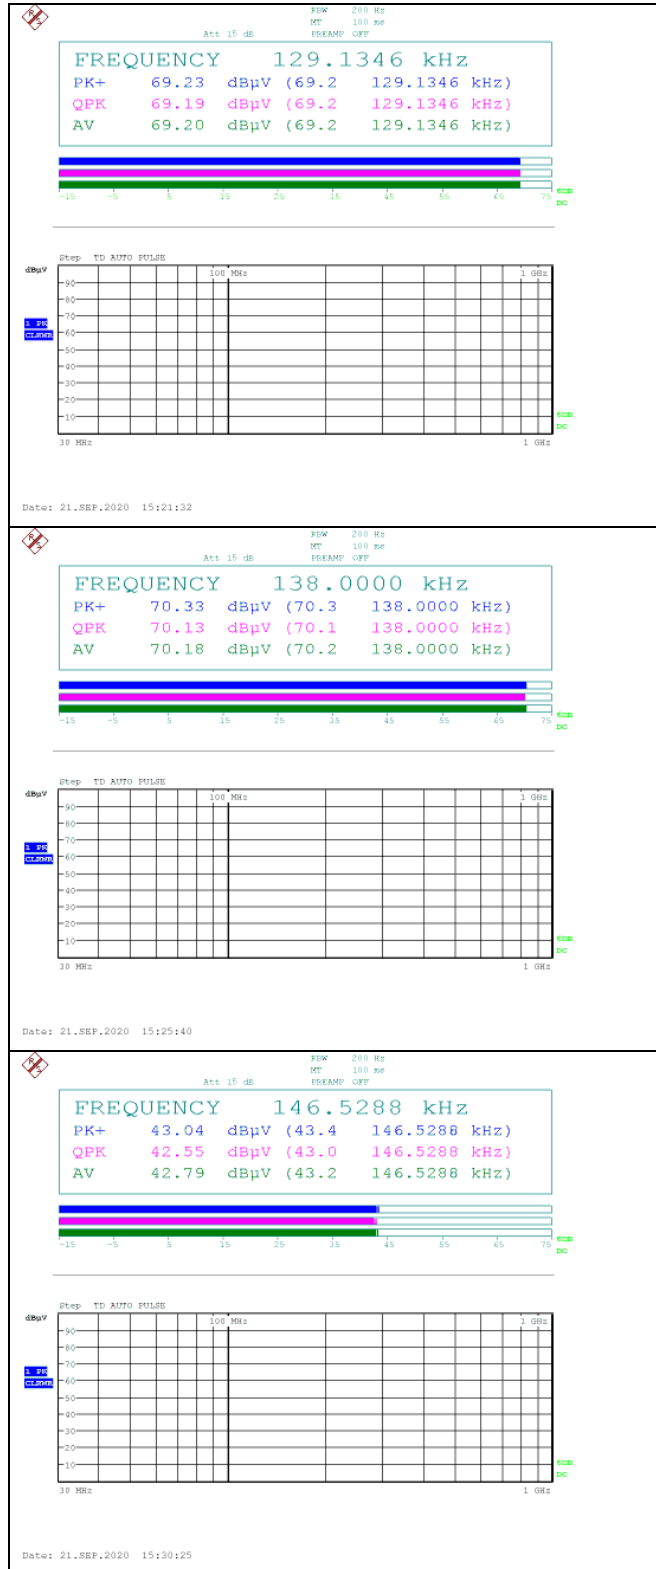 RBW 200 Hz
MT 100 ms
Att 15 dB PREAMP OFF
FREQUENCY 129.1346 kHz
PK+ 69.23 dBµV (69.2 129.1346 kHz)
QPK 69.19 dBµV (69.2 129.1346 kHz)
AV 69.20 dBµV (69.2 129.1346 kHz)
-15 -5 5 15 25 35 45 55 65 75
6DB
DC
Step TD AUTO PULSE
dBµV
100 MHz 1 GHz
90
80
70
1 PK
CLRWR
60
50
40
30
20
10
6DB
DC
30 MHz 1 GHz
Date: 21.SEP.2020 15:21:32
RBW 200 Hz
MT 100 ms
Att 15 dB PREAMP OFF
FREQUENCY 138.0000 kHz
PK+ 70.33 dBµV (70.3 138.0000 kHz)
QPK 70.13 dBµV (70.1 138.0000 kHz)
AV 70.18 dBµV (70.2 138.0000 kHz)
-15 -5 5 15 25 35 45 55 65 75
6DB
DC
Step TD AUTO PULSE
dBµV
100 MHz 1 GHz
90
80
70
1 PK
CLRWR
60
50
40
30
20
10
6DB
DC
30 MHz 1 GHz
Date: 21.SEP.2020 15:25:40
RBW 200 Hz
MT 100 ms
Att 15 dB PREAMP OFF
FREQUENCY 146.5288 kHz
PK+ 43.04 dBµV (43.4 146.5288 kHz)
QPK 42.55 dBµV (43.0 146.5288 kHz)
AV 42.79 dBµV (43.2 146.5288 kHz)
-15 -5 5 15 25 35 45 55 65 75
6DB
DC
Step TD AUTO PULSE
dBµV
100 MHz 1 GHz
90
80
70
1 PK
CLRWR
60
50
40
30
20
10
6DB
DC
30 MHz 1 GHz
Date: 21.SEP.2020 15:30:25